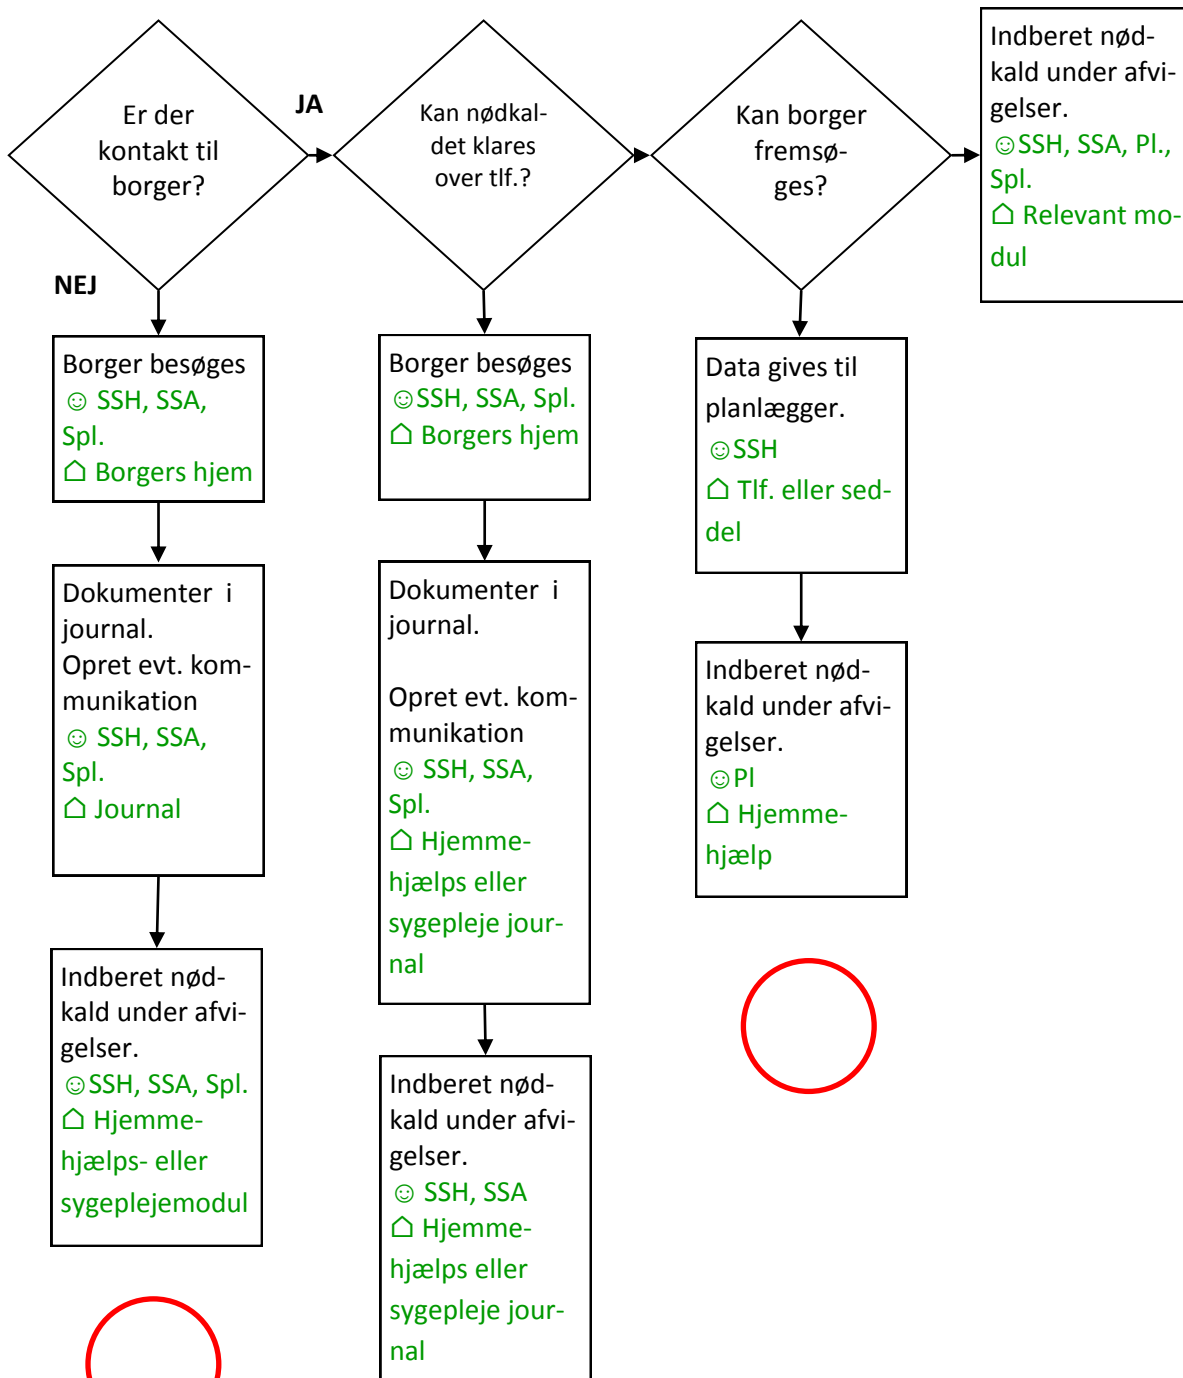 Er der
kontakt til
borger?
JA
NEJ
Kan nødkal-
det klares
over tlf.?
Kan borger
fremsø-
ges?
Indberet nød-
kald under afvi-
gelser.
☺SSH, SSA, Pl.,
Spl.
⌂ Relevant mo-
dul
Borger besøges
☺ SSH, SSA,
Spl.
⌂ Borgers hjem
Dokumenter i
journal.
Opret evt. kom-
munikation
☺ SSH, SSA,
Spl.
⌂ Journal
Indberet nød-
kald under afvi-
gelser.
☺SSH, SSA, Spl.
⌂ Hjemme-
hjælps- eller
sygeplejemodul
Borger besøges
☺SSH, SSA, Spl.
⌂ Borgers hjem
Dokumenter i
journal.
Opret evt. kom-
munikation
☺ SSH, SSA,
Spl.
⌂ Hjemme-
hjælps eller
sygepleje jour-
nal
Indberet nød-
kald under afvi-
gelser.
☺ SSH, SSA
⌂ Hjemme-
hjælps eller
sygepleje jour-
nal
Data gives til
planlægger.
☺SSH
⌂ Tlf. eller sed-
del
Indberet nød-
kald under afvi-
gelser.
☺Pl
⌂ Hjemme-
hjælp